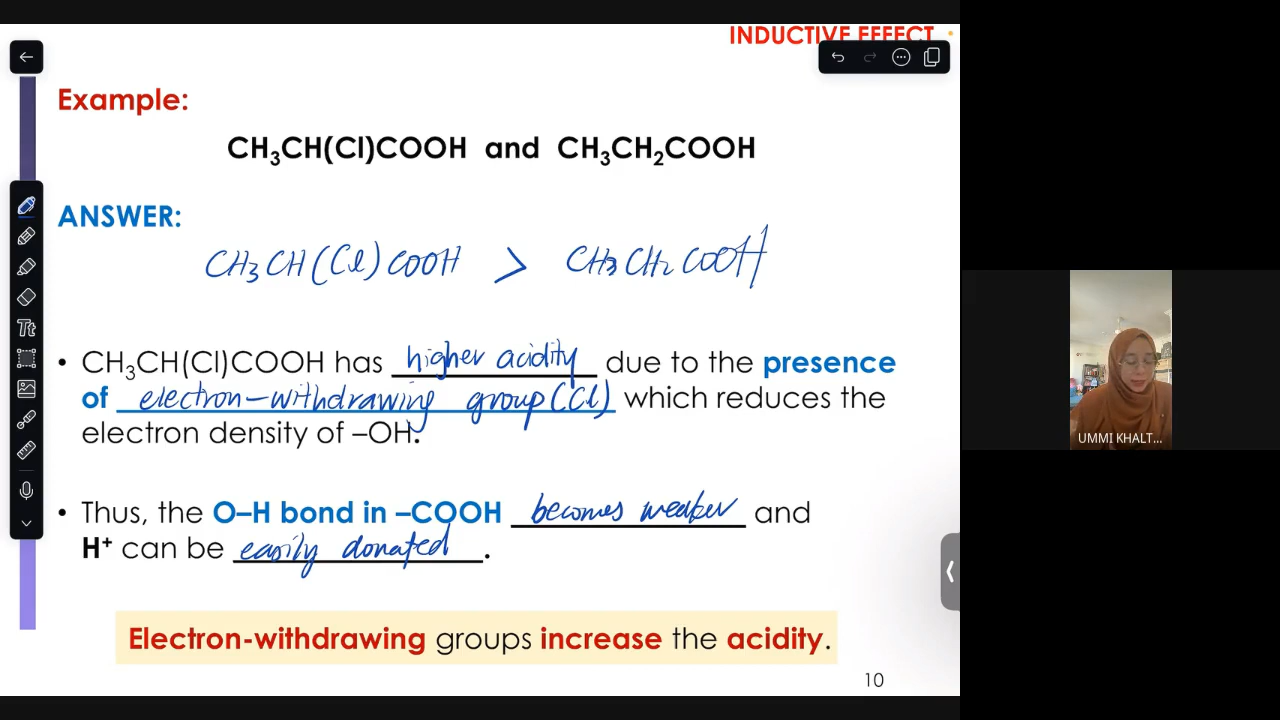 INDUCTIVE EFFECT
Example:
CH₃CH(Cl)COOH and CH₃CH₂COOH
ANSWER:
CH₃CH(Cl)COOH > CH₃CH₂COOH
• CH₃CH(Cl)COOH has higher acidity due to the presence
of electron-withdrawing group (Cl) which reduces the
electron density of –OH.
• Thus, the O–H bond in –COOH becomes weaker and
H⁺ can be easily donated.
Electron-withdrawing groups increase the acidity.
10
Tt
UMMI KHALT...